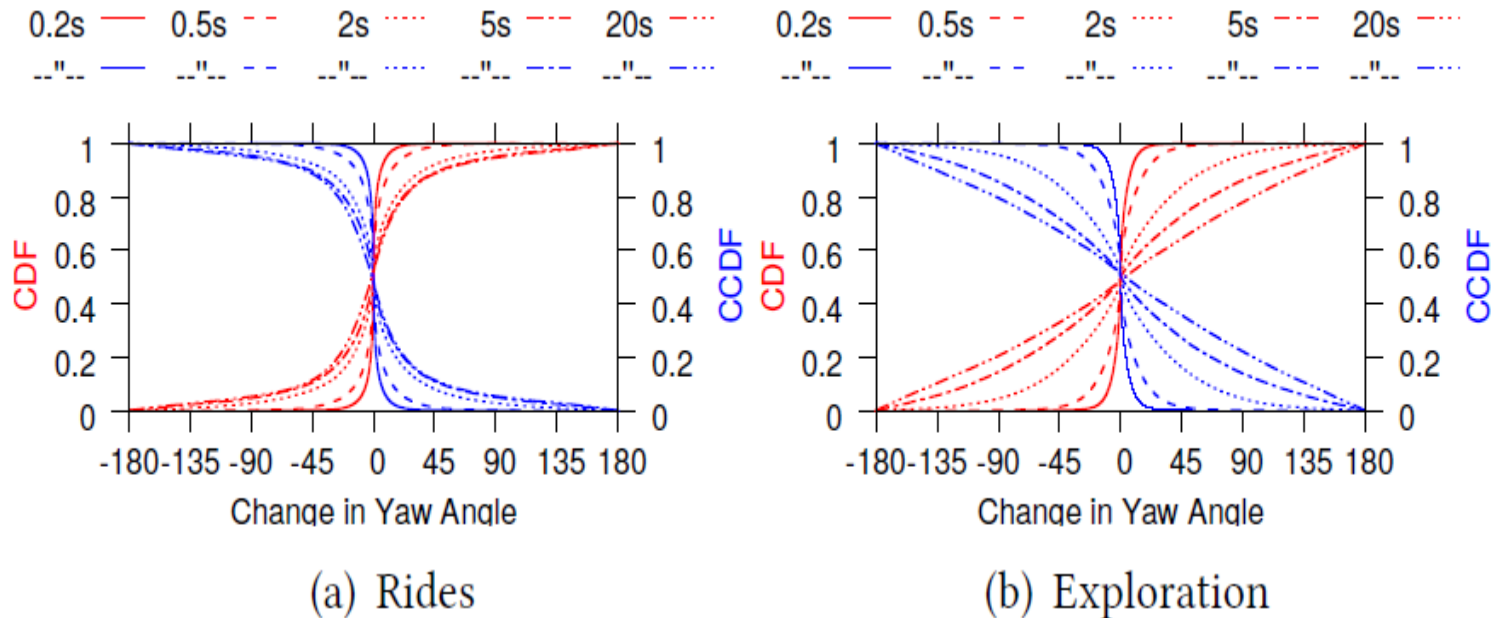 0.2s 0.5s 2s 5s 20s
--"-- --"-- --"-- --"-- --"--
1 0.8 0.6 0.4 0.2 0
CDF
1 0.8 0.6 0.4 0.2 0
CCDF
-180 -135 -90 -45 0 45 90 135 180
Change in Yaw Angle
(a) Rides
0.2s 0.5s 2s 5s 20s
--"-- --"-- --"-- --"-- --"--
1 0.8 0.6 0.4 0.2 0
CDF
1 0.8 0.6 0.4 0.2 0
CCDF
-180 -135 -90 -45 0 45 90 135 180
Change in Yaw Angle
(b) Exploration